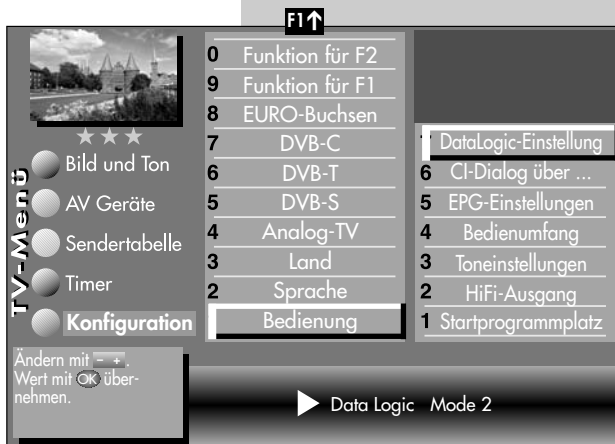 F1↑
TV-Menü
Bild und Ton
AV Geräte
Sendertabelle
Timer
Konfiguration
0 Funktion für F2
9 Funktion für F1
8 EURO-Buchsen
7 DVB-C
6 DVB-T
5 DVB-S
4 Analog-TV
3 Land
2 Sprache
Bedienung
7 DataLogic-Einstellung
6 CI-Dialog über ...
5 EPG-Einstellungen
4 Bedienumfang
3 Toneinstellungen
2 HiFi-Ausgang
1 Startprogrammplatz
Ändern mit - + .
Wert mit OK über-
nehmen.
Data Logic Mode 2